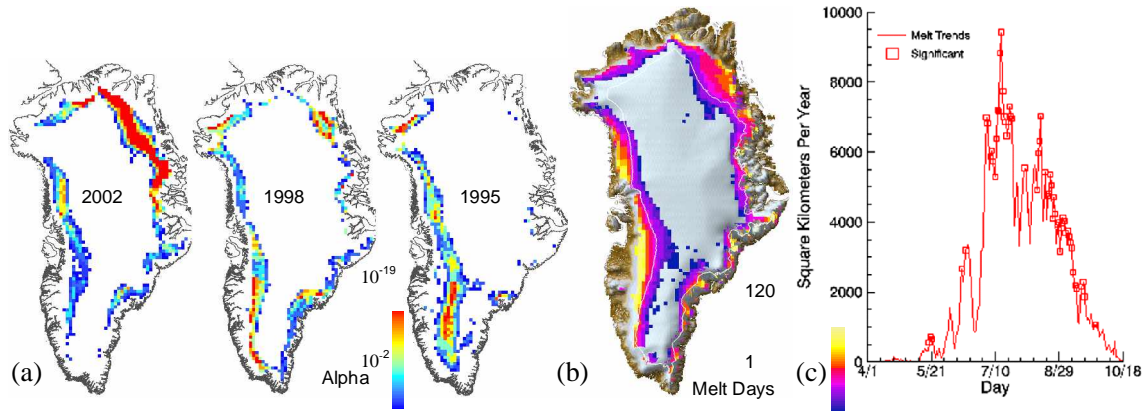 2002
1998
1995
10-19
10-2
Alpha
(a)
120
1
Melt Days
(b)
Square Kilometers Per Year
10000
8000
6000
4000
2000
0
Melt Trends
Significant
4/1
5/21
7/10
8/29
10/18
Day
(c)